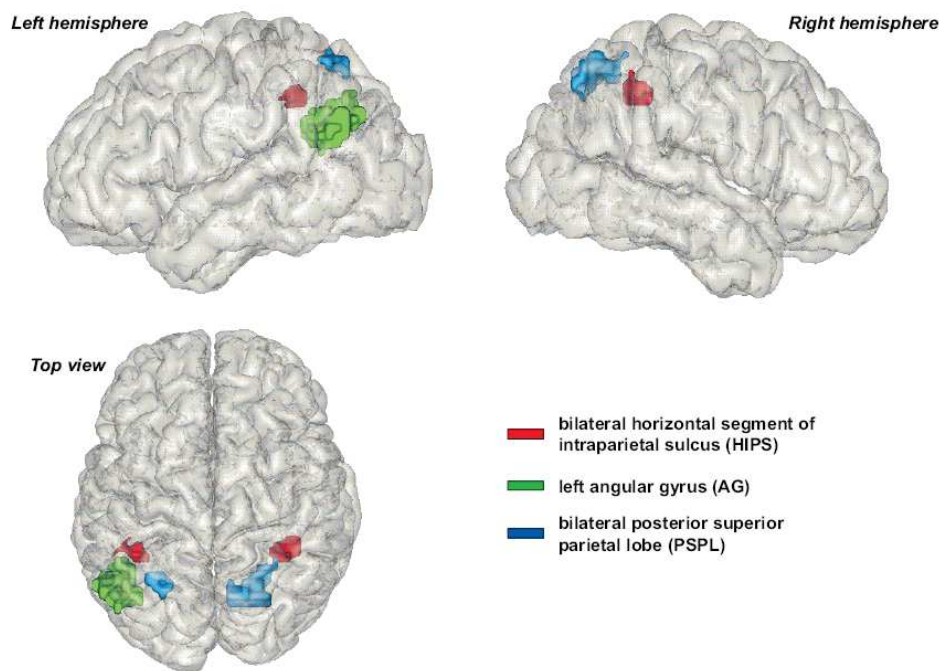 Left hemisphere
Right hemisphere
Top view
bilateral horizontal segment of
intraparietal sulcus (HIPS)
left angular gyrus (AG)
bilateral posterior superior
parietal lobe (PSPL)